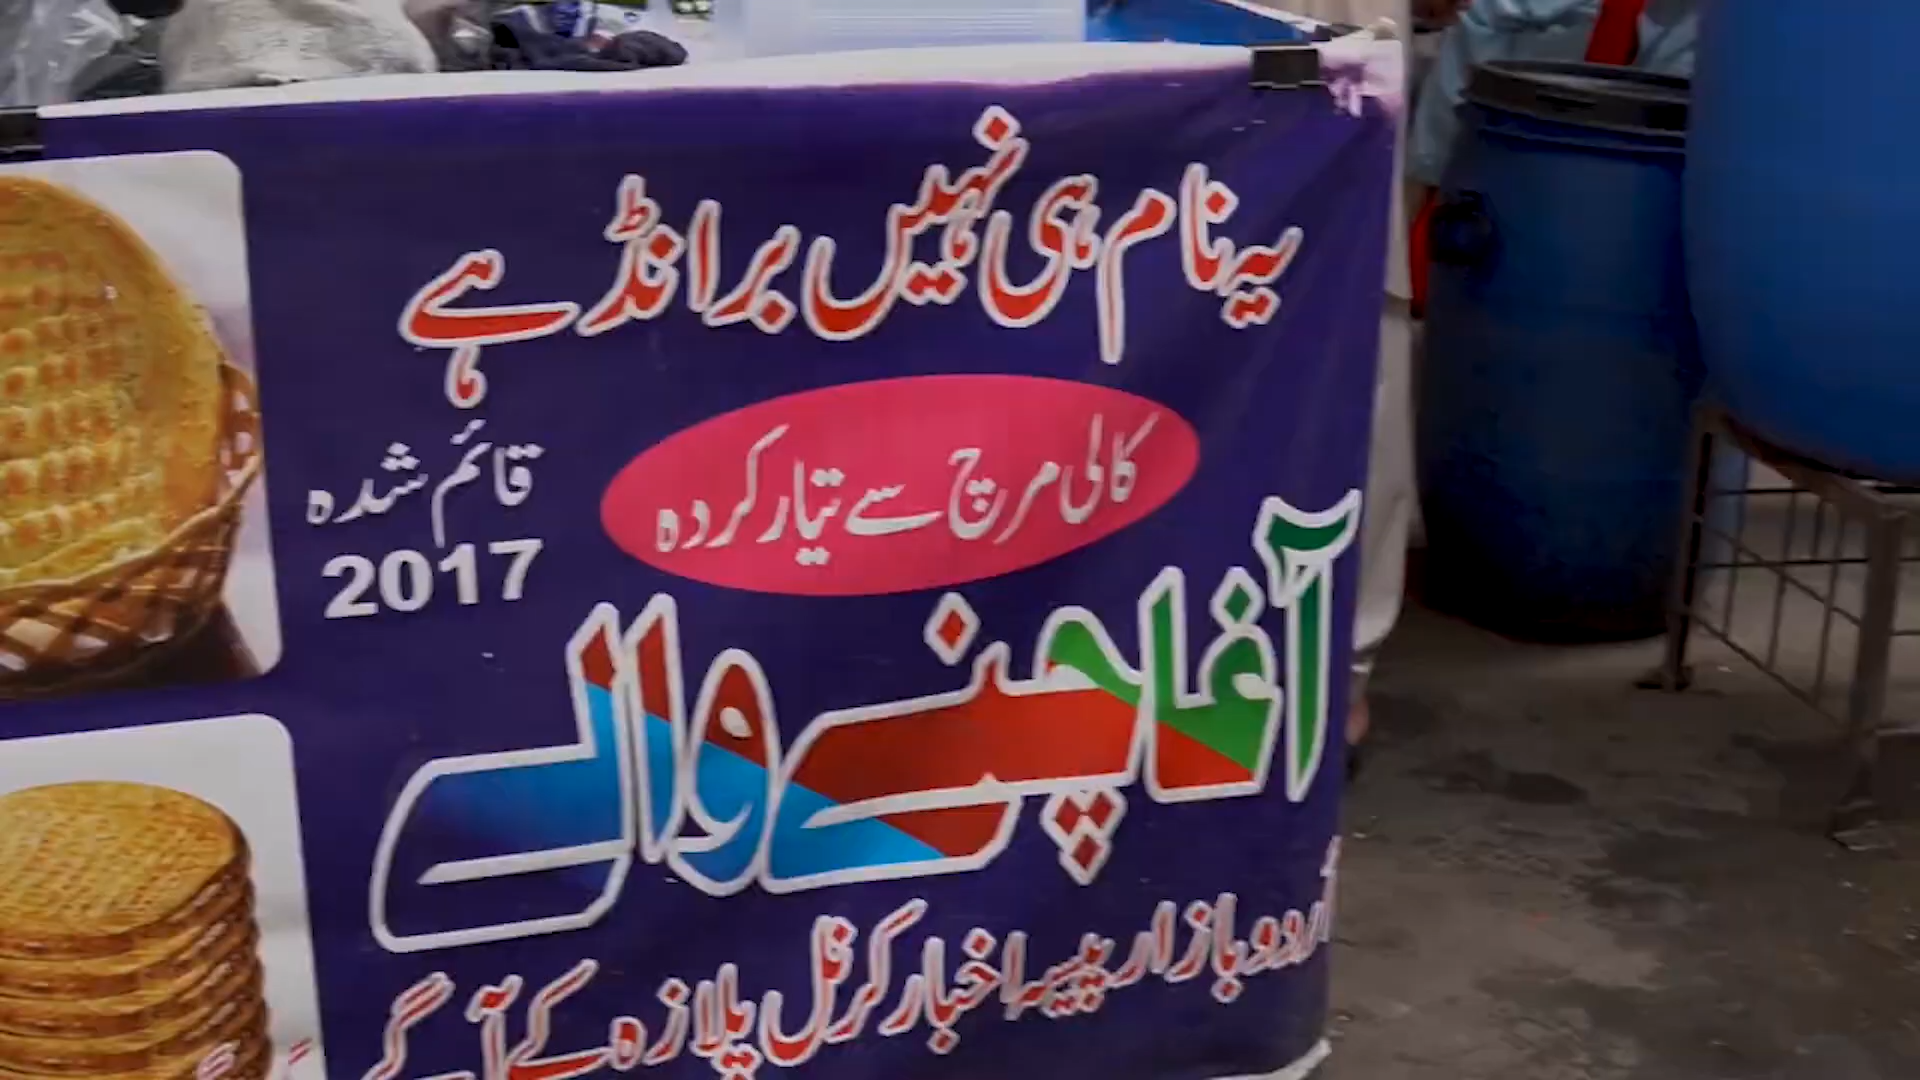 یہ نام ہی نہیں برانڈ ہے
کالی مرچ سے تیار کردہ
قائم شدہ
2017
آغا چنے والے
اردو بازار پیسہ اخبار کرنل پلازہ کے آگے